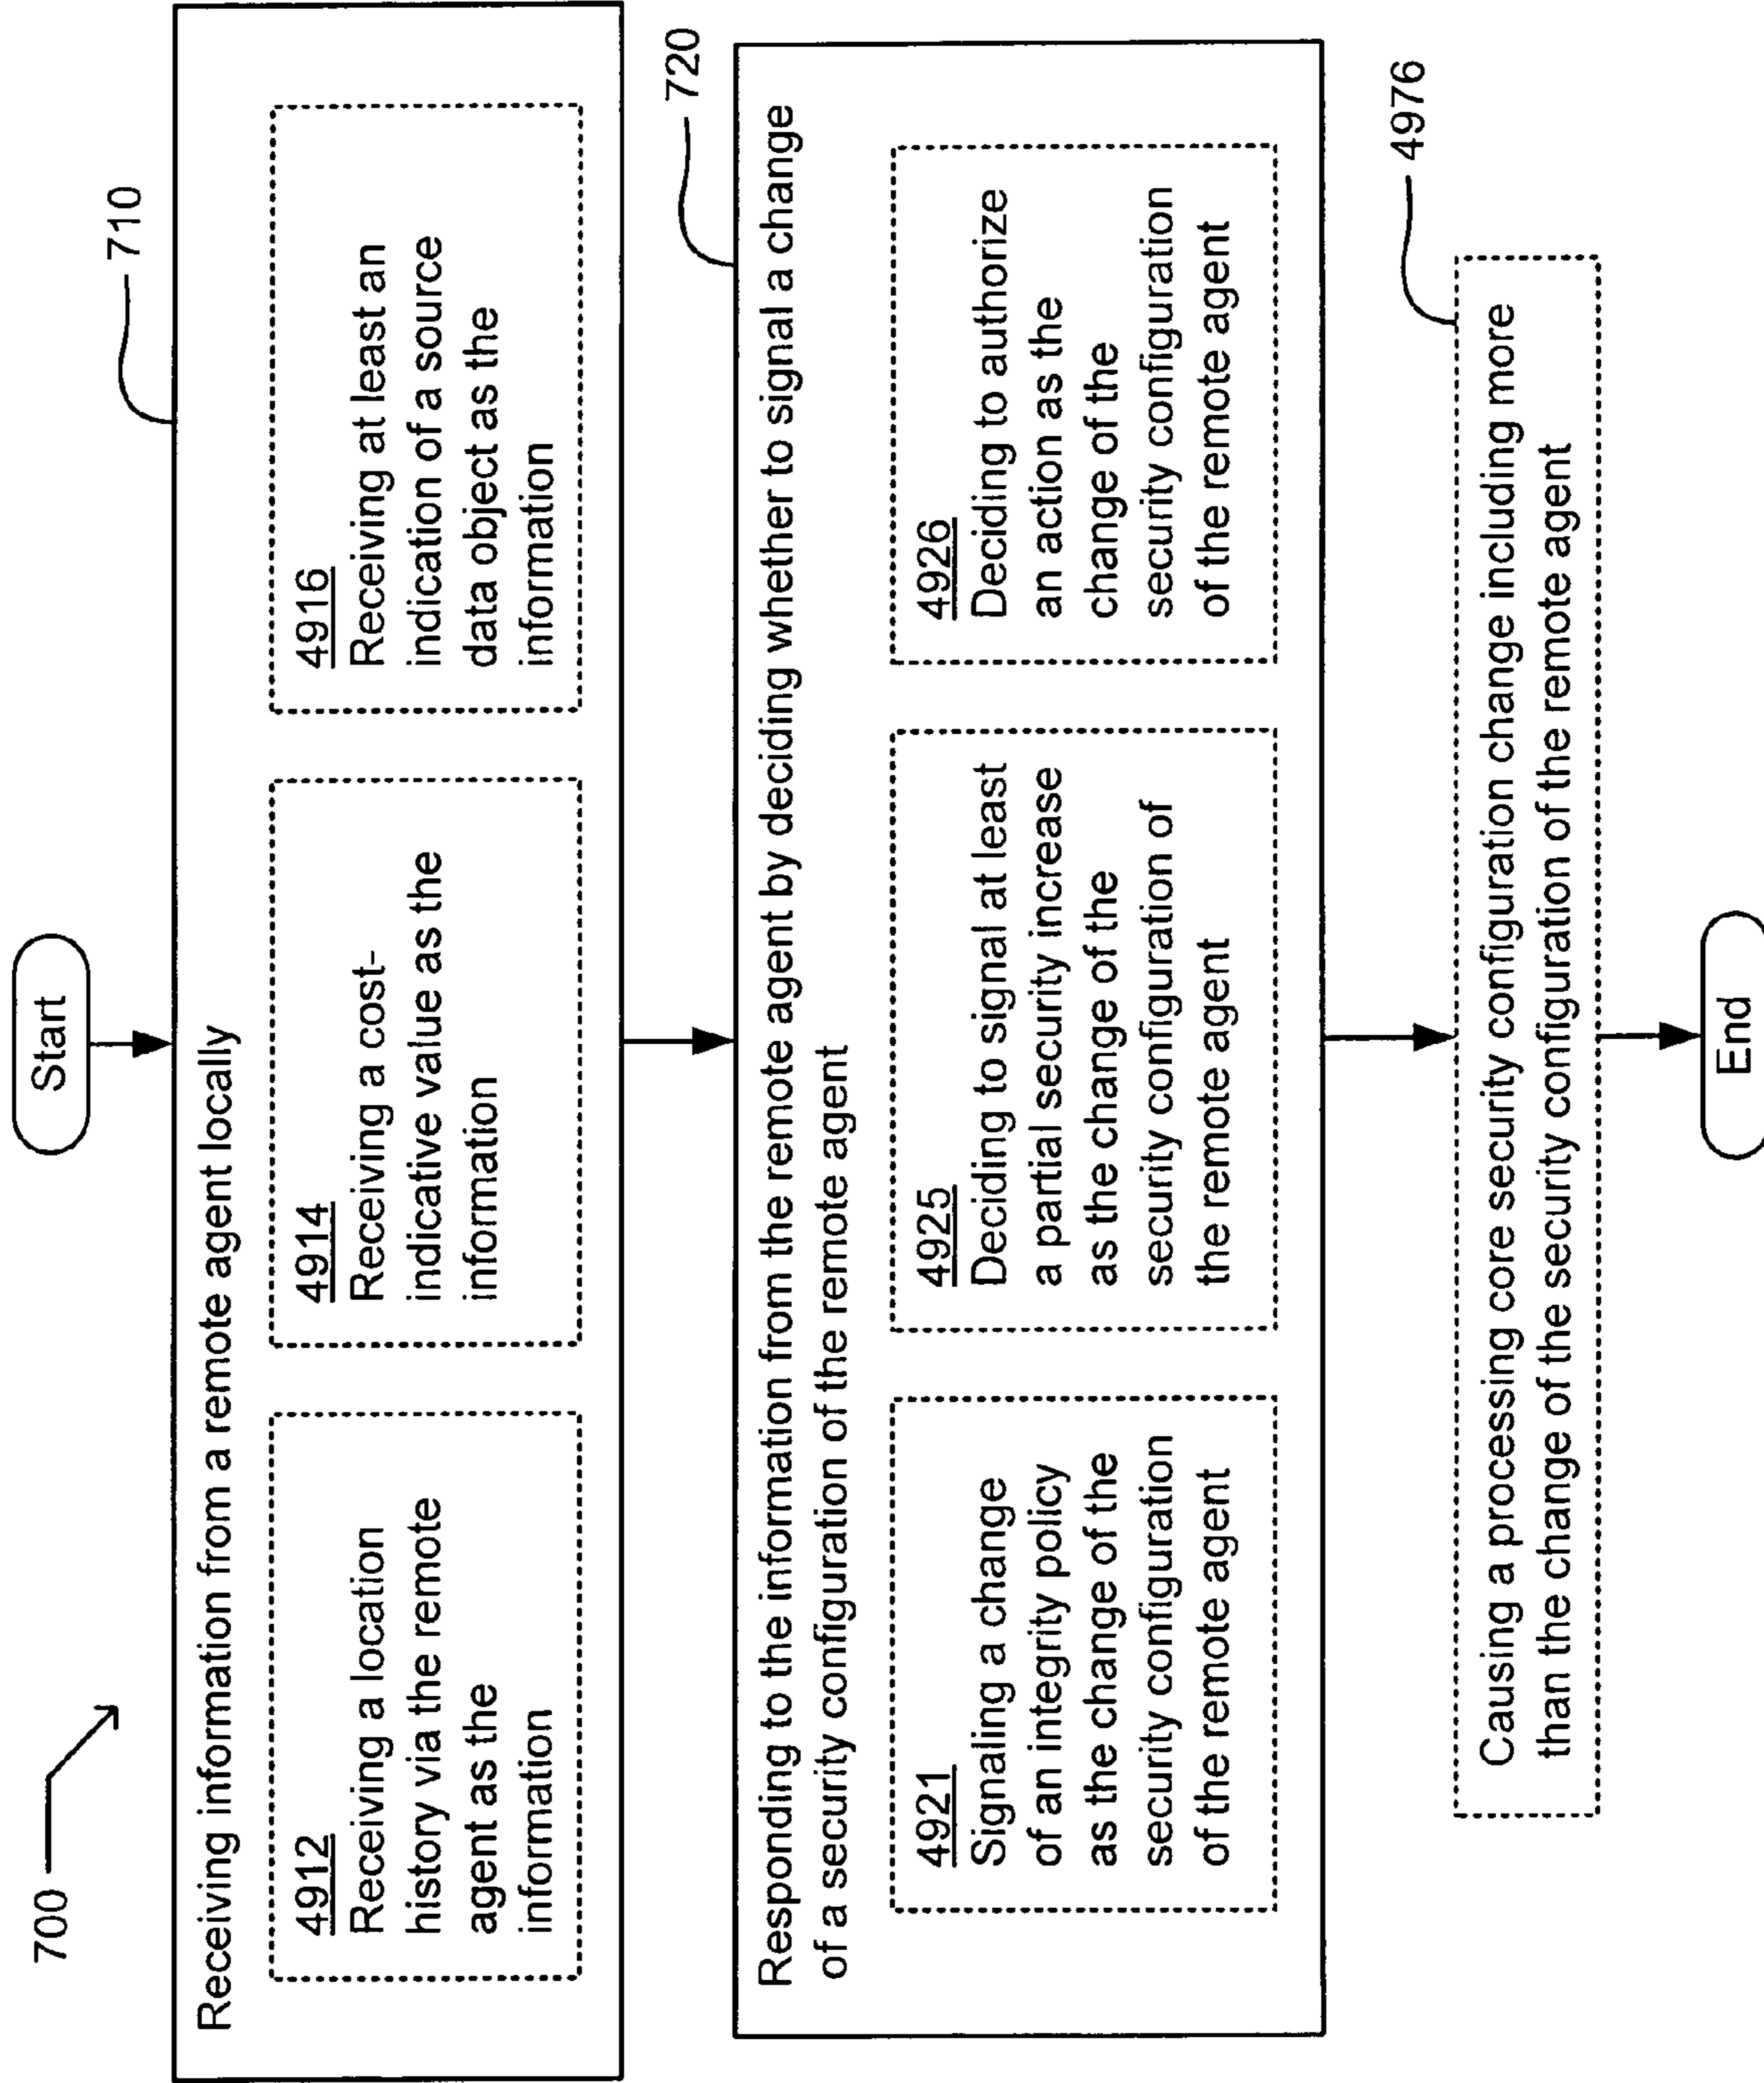 700
Start
710
Receiving information from a remote agent locally
4912
Receiving a location
history via the remote
agent as the
information
4914
Receiving a cost-
indicative value as the
information
4916
Receiving at least an
indication of a source
data object as the
information
720
Responding to the information from the remote agent by deciding whether to signal a change
of a security configuration of the remote agent
4921
Signaling a change
of an integrity policy
as the change of the
security configuration
of the remote agent
4925
Deciding to signal at least
a partial security increase
as the change of the
security configuration of
the remote agent
4926
Deciding to authorize
an action as the
change of the
security configuration
of the remote agent
4976
Causing a processing core security configuration change including more
than the change of the security configuration of the remote agent
End